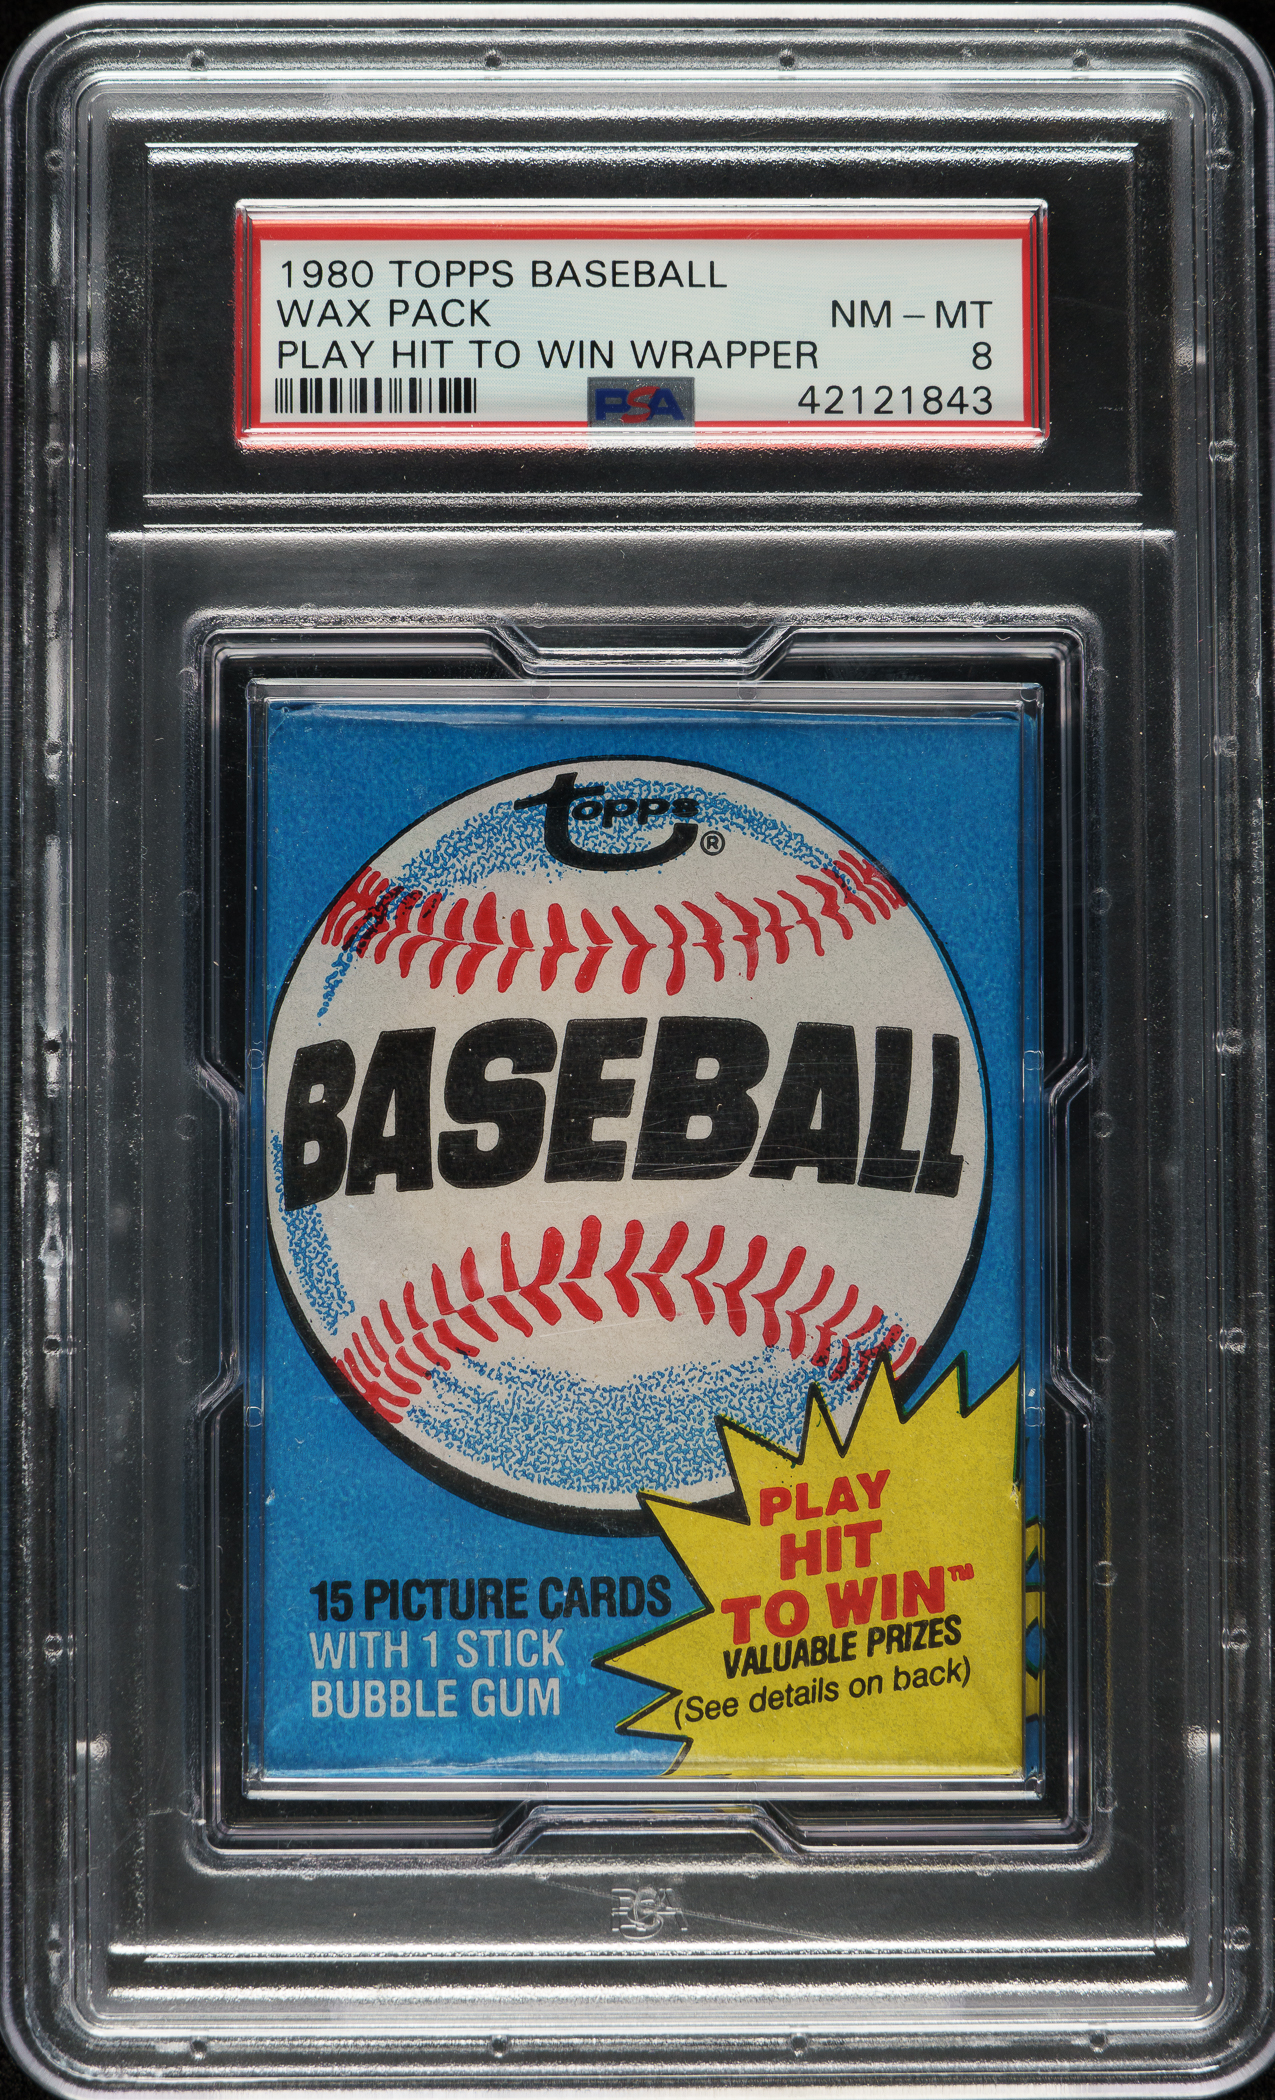 1980 TOPPS BASEBALL
WAX PACK NM - MT
PLAY HIT TO WIN WRAPPER 8
PSA 42121843
topps®
BASEBALL
15 PICTURE CARDS
WITH 1 STICK
BUBBLE GUM
PLAY
HIT
TO WIN™
VALUABLE PRIZES
(See details on back)
PSA